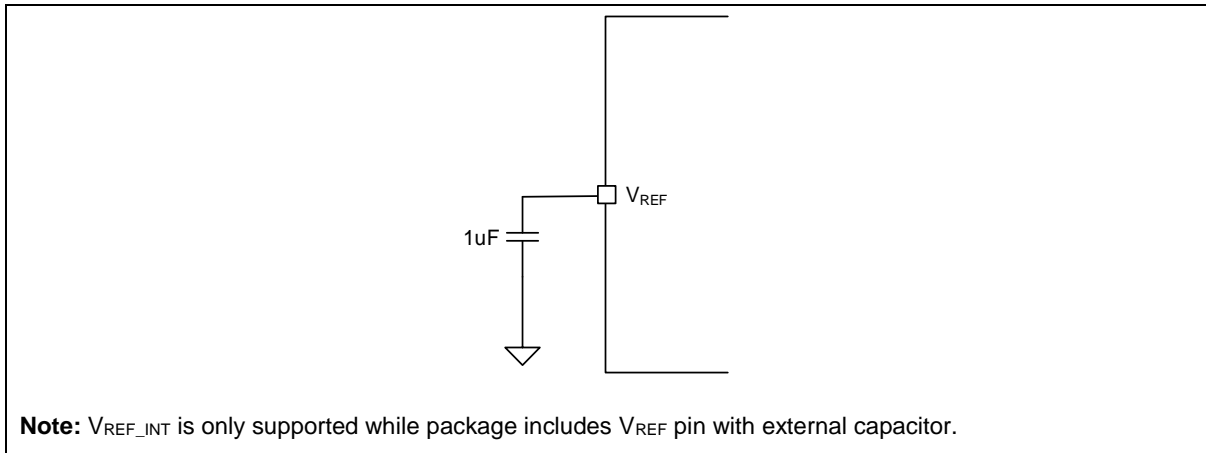 VREF
1uF
Note: VREF_INT is only supported while package includes VREF pin with external capacitor.